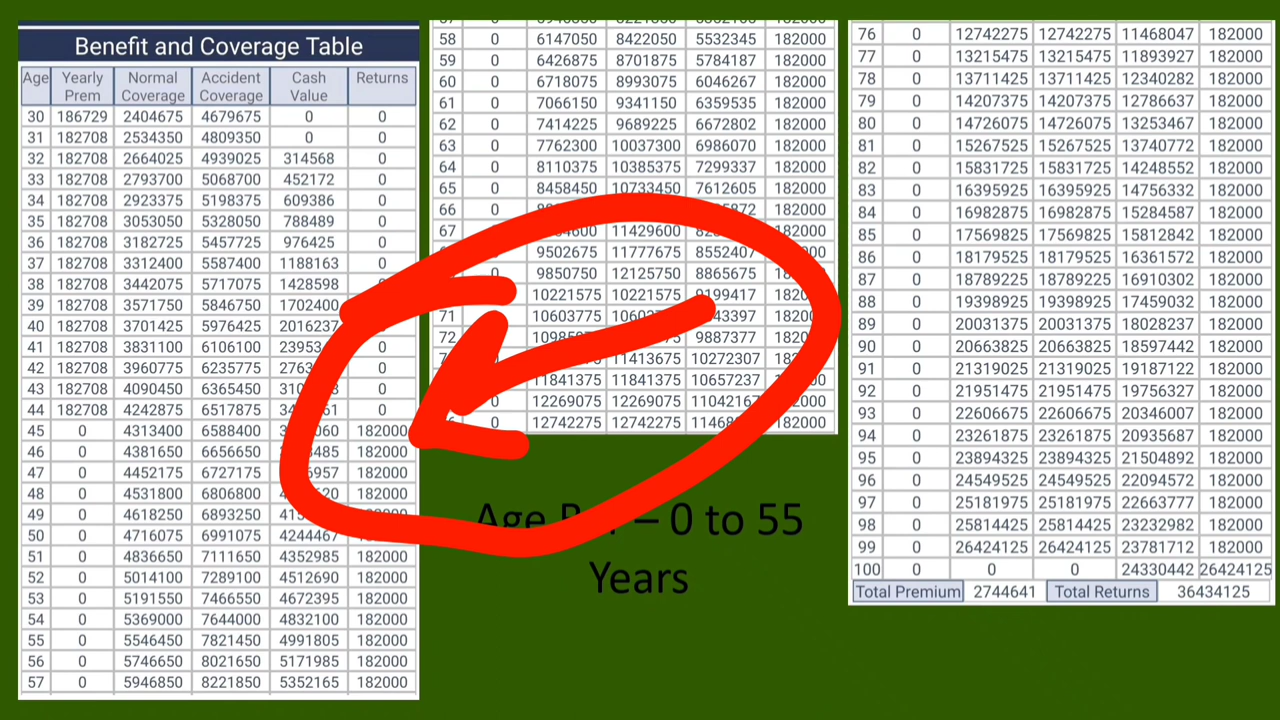 Benefit and Coverage Table
Age Yearly Prem Normal Coverage Accident Coverage Cash Value Returns
30 186729 2404675 4679675 0 0
31 182708 2534350 4809350 0 0
32 182708 2664025 4939025 314568 0
33 182708 2793700 5068700 452172 0
34 182708 2923375 5198375 609386 0
35 182708 3053050 5328050 788489 0
36 182708 3182725 5457725 976425 0
37 182708 3312400 5587400 1188163 0
38 182708 3442075 5717075 1428598 0
39 182708 3571750 5846750 1702400
40 182708 3701425 5976425 2016237 0
41 182708 3831100 6106100 0
42 182708 3960775 6235775 0
43 182708 4090450 6365450 0
44 182708 4242875 6517875 0
45 0 4313400 6588400 182000
46 0 4381650 6656650 182000
47 0 4452175 6727175 182000
48 0 4531800 6806800 182000
49 0 4618250 6893250
50 0 4716075 6991075 4244467
51 0 4836650 7111650 4352985 182000
52 0 5014100 7289100 4512690 182000
53 0 5191550 7466550 4672395 182000
54 0 5369000 7644000 4832100 182000
55 0 5546450 7821450 4991805 182000
56 0 5746650 8021650 5171985 182000
57 0 5946850 8221850 5352165 182000
58 0 6147050 8422050 5532345 182000
59 0 6426875 8701875 5784187 182000
60 0 6718075 8993075 6046267 182000
61 0 7066150 9341150 6359535 182000
62 0 7414225 9689225 6672802 182000
63 0 7762300 10037300 6986070 182000
64 0 8110375 10385375 7299337 182000
65 0 8458450 10733450 7612605 182000
66 0 182000
67 0 11429600 182000
9502675 11777675 8552407
9850750 12125750 8865675
10221575 10221575
71 10603775
72 9887377
11413675 10272307
11841375 11841375 10657237
0 12269075 12269075 11042167
0 12742275 12742275 182000
76 0 12742275 12742275 11468047 182000
77 0 13215475 13215475 11893927 182000
78 0 13711425 13711425 12340282 182000
79 0 14207375 14207375 12786637 182000
80 0 14726075 14726075 13253467 182000
81 0 15267525 15267525 13740772 182000
82 0 15831725 15831725 14248552 182000
83 0 16395925 16395925 14756332 182000
84 0 16982875 16982875 15284587 182000
85 0 17569825 17569825 15812842 182000
86 0 18179525 18179525 16361572 182000
87 0 18789225 18789225 16910302 182000
88 0 19398925 19398925 17459032 182000
89 0 20031375 20031375 18028237 182000
90 0 20663825 20663825 18597442 182000
91 0 21319025 21319025 19187122 182000
92 0 21951475 21951475 19756327 182000
93 0 22606675 22606675 20346007 182000
94 0 23261875 23261875 20935687 182000
95 0 23894325 23894325 21504892 182000
96 0 24549525 24549525 22094572 182000
97 0 25181975 25181975 22663777 182000
98 0 25814425 25814425 23232982 182000
99 0 26424125 26424125 23781712 182000
100 0 0 0 24330442 26424125
Total Premium 2744641 Total Returns 36434125
Age – 0 to 55
Years